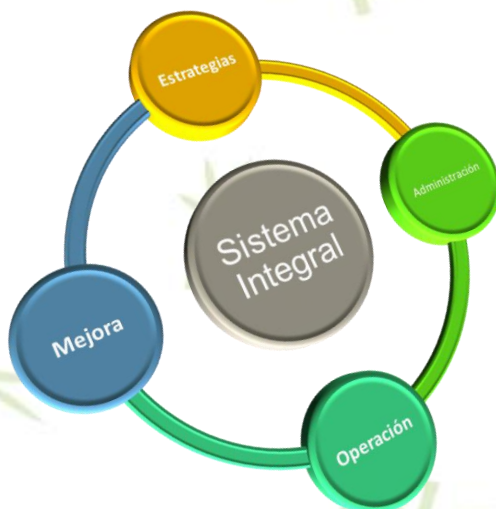 Estrategias
Administración
Sistema
Integral
Mejora
Operación